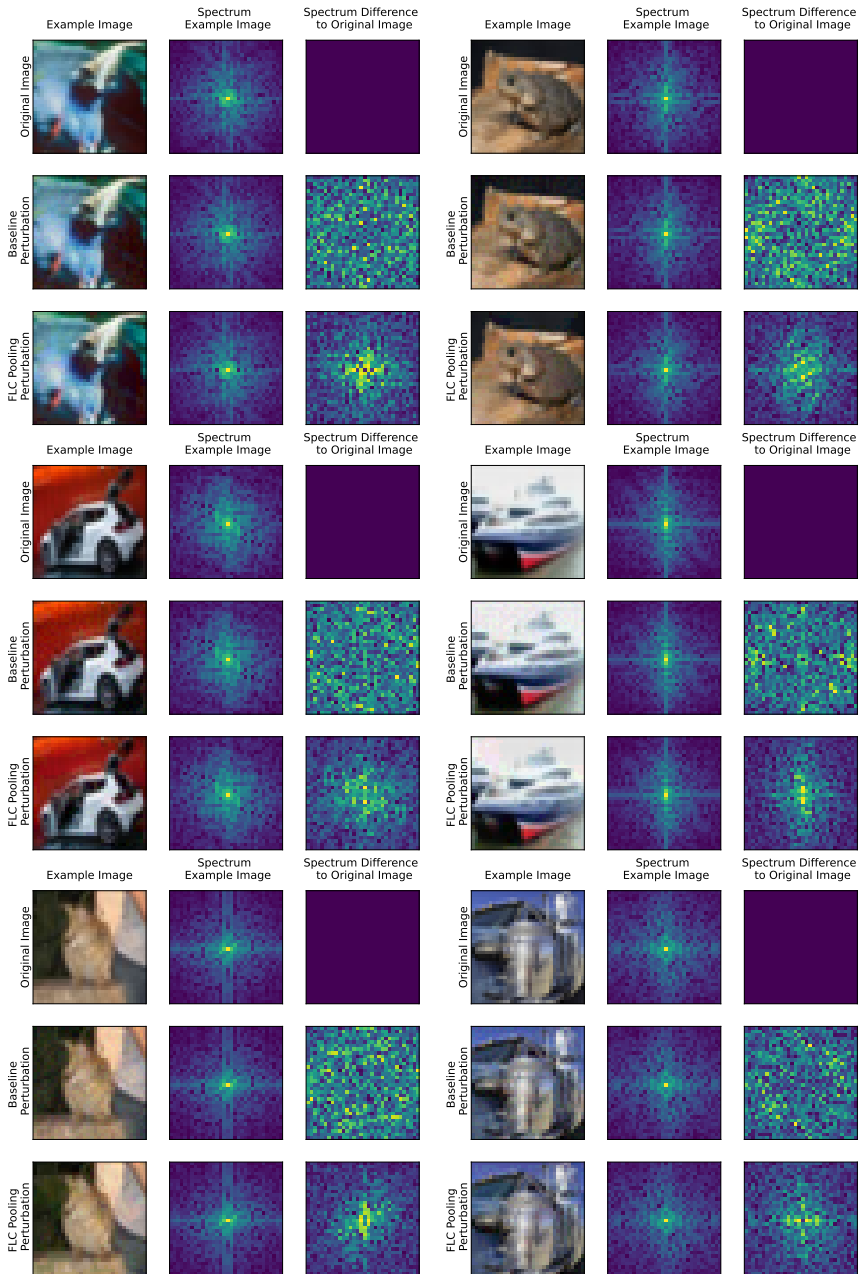 Example Image
Spectrum
Example Image
Spectrum Difference
to Original Image
Example Image
Spectrum
Example Image
Spectrum Difference
to Original Image
Original Image
Original Image
Baseline
Perturbation
Baseline
Perturbation
FLC Pooling
Perturbation
FLC Pooling
Perturbation
Example Image
Spectrum
Example Image
Spectrum Difference
to Original Image
Example Image
Spectrum
Example Image
Spectrum Difference
to Original Image
Original Image
Original Image
Baseline
Perturbation
Baseline
Perturbation
FLC Pooling
Perturbation
FLC Pooling
Perturbation
Example Image
Spectrum
Example Image
Spectrum Difference
to Original Image
Example Image
Spectrum
Example Image
Spectrum Difference
to Original Image
Original Image
Original Image
Baseline
Perturbation
Baseline
Perturbation
FLC Pooling
Perturbation
FLC Pooling
Perturbation